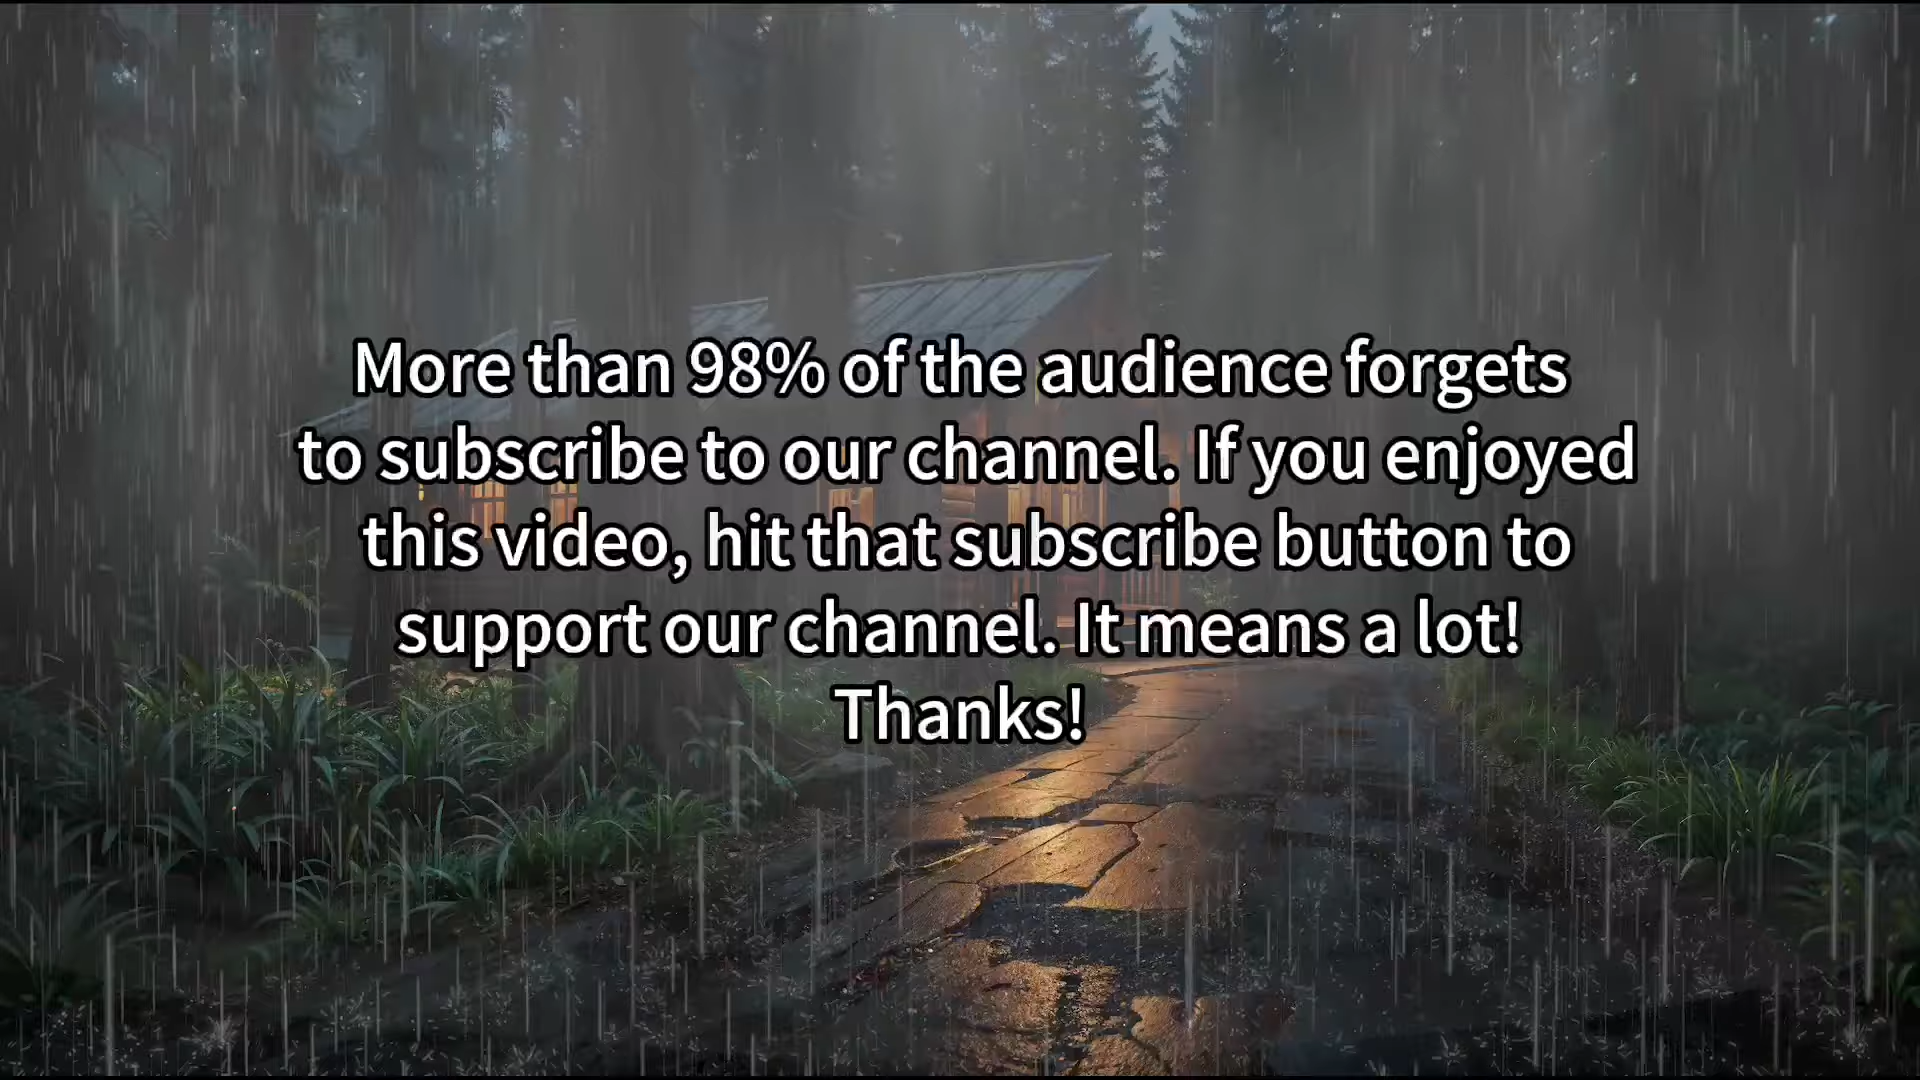 More than 98% of the audience forgets
to subscribe to our channel. If you enjoyed
this video, hit that subscribe button to
support our channel. It means a lot!
Thanks!